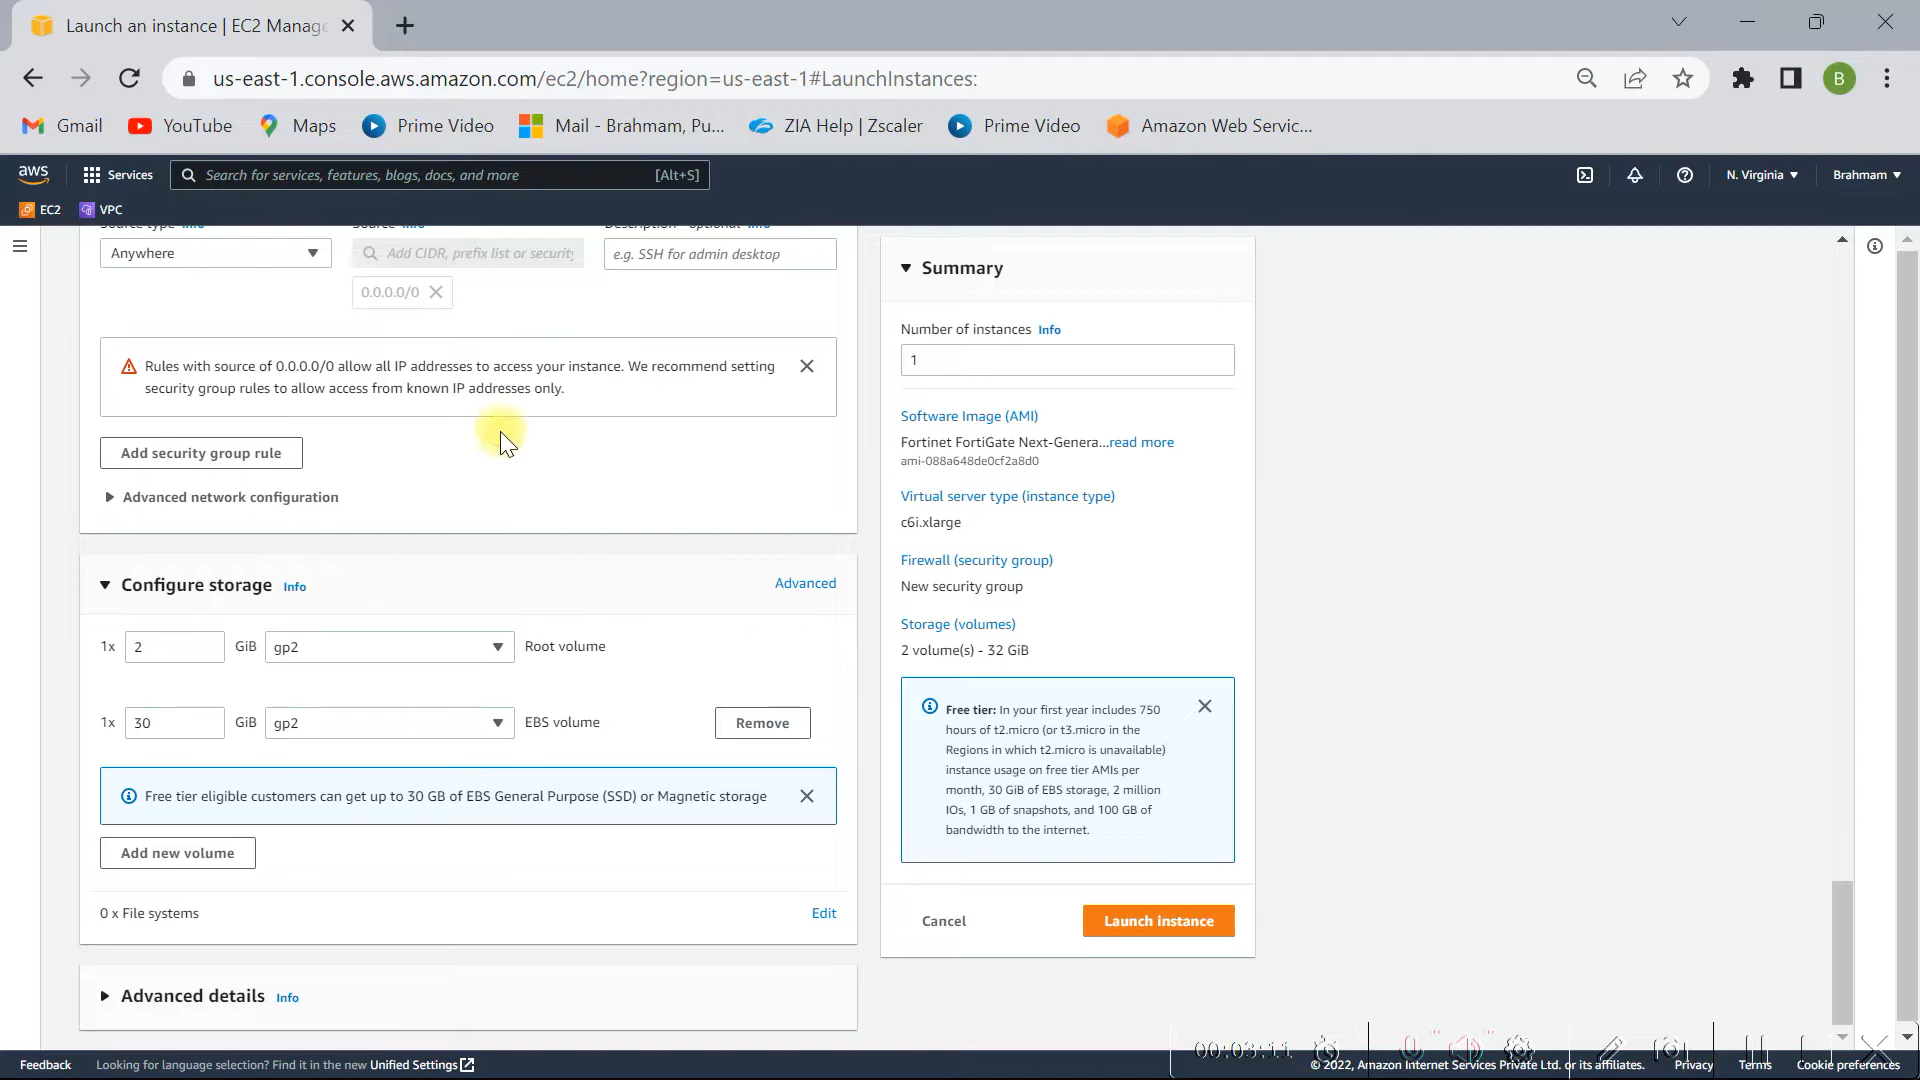 Launch an instance | EC2 Manag
us-east-1.console.aws.amazon.com/ec2/home?region=us-east-1#LaunchInstances:
Gmail
YouTube
Maps
Prime Video
Mail - Brahmam, Pu...
ZIA Help | Zscaler
Prime Video
Amazon Web Servic...
B
aws
Services
Search for services, features, blogs, docs, and more
[Alt+S]
N. Virginia
Brahmam
EC2
VPC
Source type Info
Source Info
Description - optional Info
Anywhere
Add CIDR, prefix list or security
e.g. SSH for admin desktop
0.0.0.0/0
Rules with source of 0.0.0.0/0 allow all IP addresses to access your instance. We recommend setting
security group rules to allow access from known IP addresses only.
Add security group rule
Advanced network configuration
Configure storage Info
Advanced
1x 2 GiB gp2 Root volume
1x 30 GiB gp2 EBS volume Remove
Free tier eligible customers can get up to 30 GB of EBS General Purpose (SSD) or Magnetic storage
Add new volume
0 x File systems
Edit
Advanced details Info
Summary
Number of instances Info
1
Software Image (AMI)
Fortinet FortiGate Next-Genera...read more
ami-088a648de0cf2a8d0
Virtual server type (instance type)
c6i.xlarge
Firewall (security group)
New security group
Storage (volumes)
2 volume(s) - 32 GiB
Free tier: In your first year includes 750
hours of t2.micro (or t3.micro in the
Regions in which t2.micro is unavailable)
instance usage on free tier AMIs per
month, 30 GiB of EBS storage, 2 million
IOs, 1 GB of snapshots, and 100 GB of
bandwidth to the internet.
Cancel
Launch instance
00:03:11
Feedback
Looking for language selection? Find it in the new Unified Settings
© 2022, Amazon Internet Services Private Ltd. or its affiliates.
Privacy
Terms
Cookie preferences